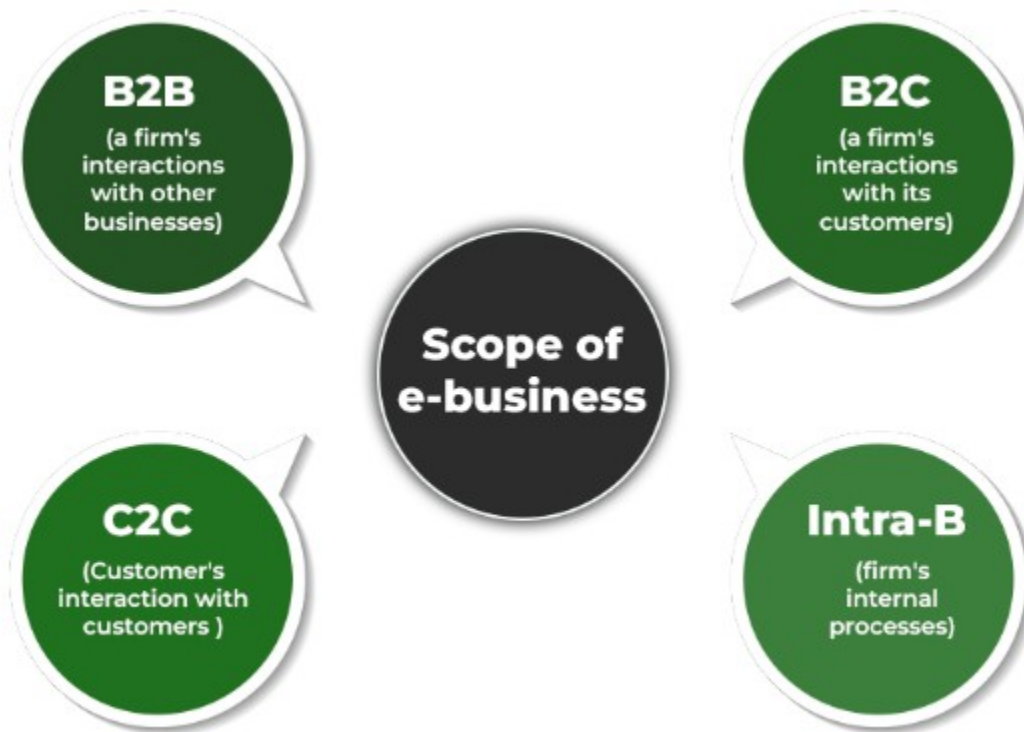 B2B
(a firm's
interactions
with other
businesses)
B2C
(a firm's
interactions
with its
customers)
Scope of
e-business
C2C
(Customer's
interaction with
customers )
Intra-B
(firm's
internal
processes)